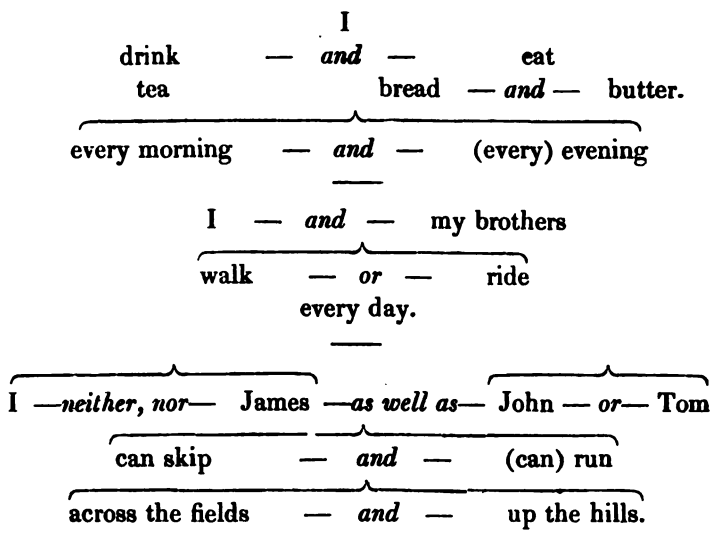 I
drink — and — eat
tea bread — and — butter.
every morning — and — (every) evening
I — and — my brothers
walk — or — ride
every day.
I —neither, nor— James —as well as— John — or— Tom
can skip — and — (can) run
across the fields — and — up the hills.